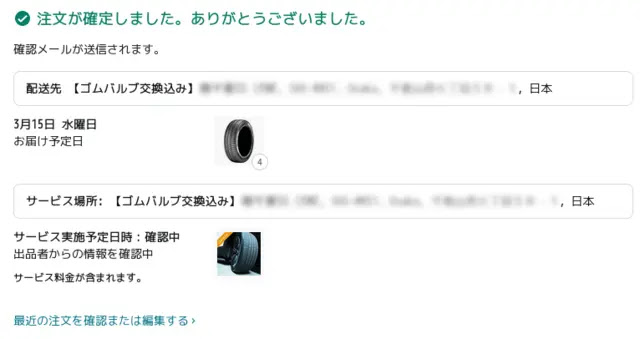 注文が確定しました。ありがとうございました。
確認メールが送信されます。
配送先 【ゴムバルブ交換込み】 , 日本
3月15日 水曜日
お届け予定日
4
サービス場所: 【ゴムバルブ交換込み】 , 日本
サービス実施予定日時:確認中
出品者からの情報を確認中
サービス料金が含まれます。
最近の注文を確認または編集する ›